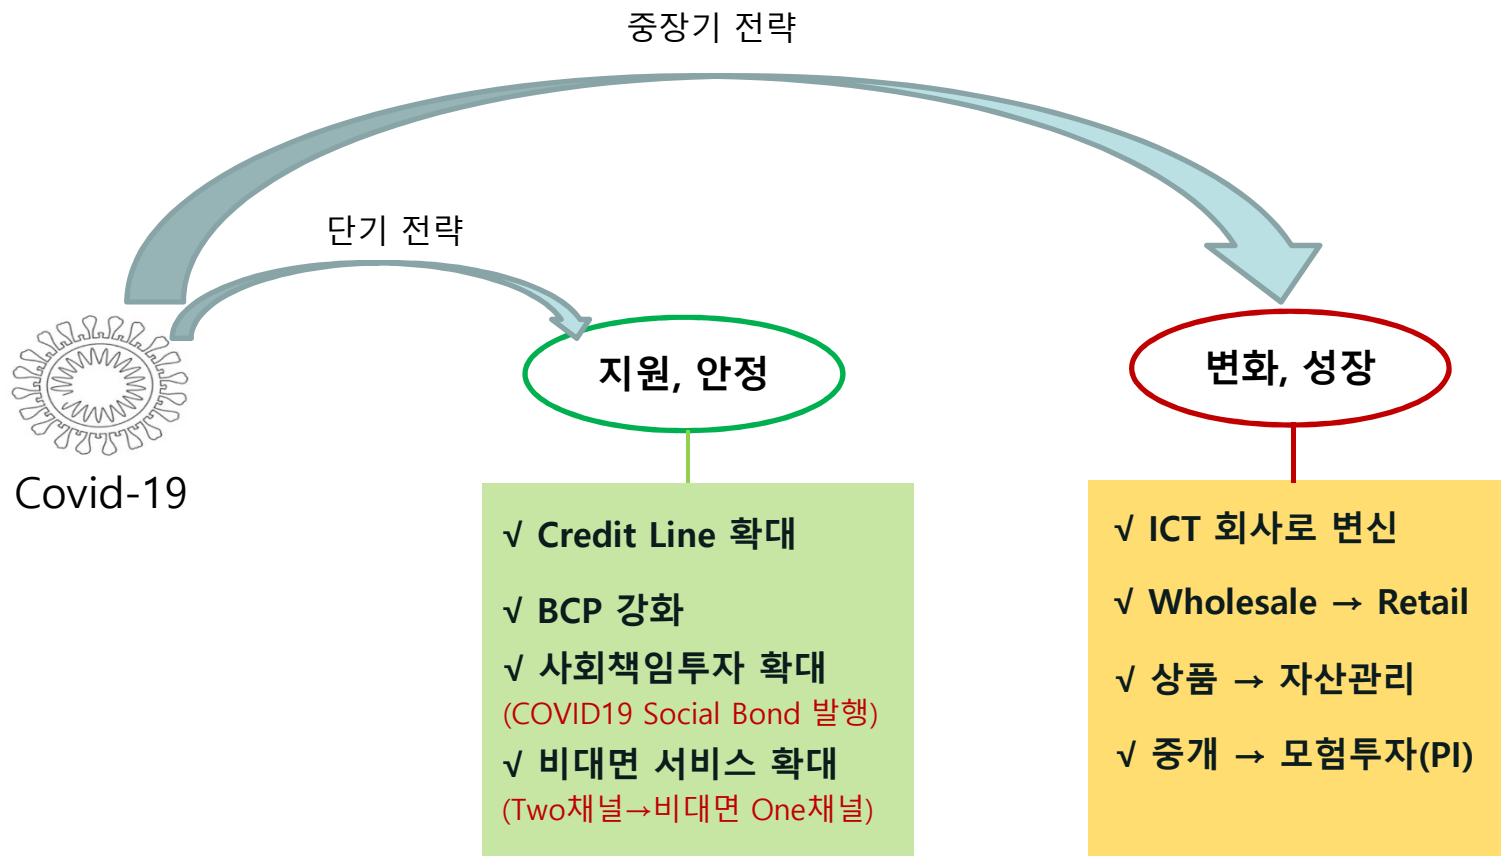 중장기 전략
단기 전략
Covid-19
지원, 안정
√ Credit Line 확대
√ BCP 강화
√ 사회책임투자 확대
(COVID19 Social Bond 발행)
√ 비대면 서비스 확대
(Two채널→비대면 One채널)
변화, 성장
√ ICT 회사로 변신
√ Wholesale → Retail
√ 상품 → 자산관리
√ 중개 → 모험투자(PI)